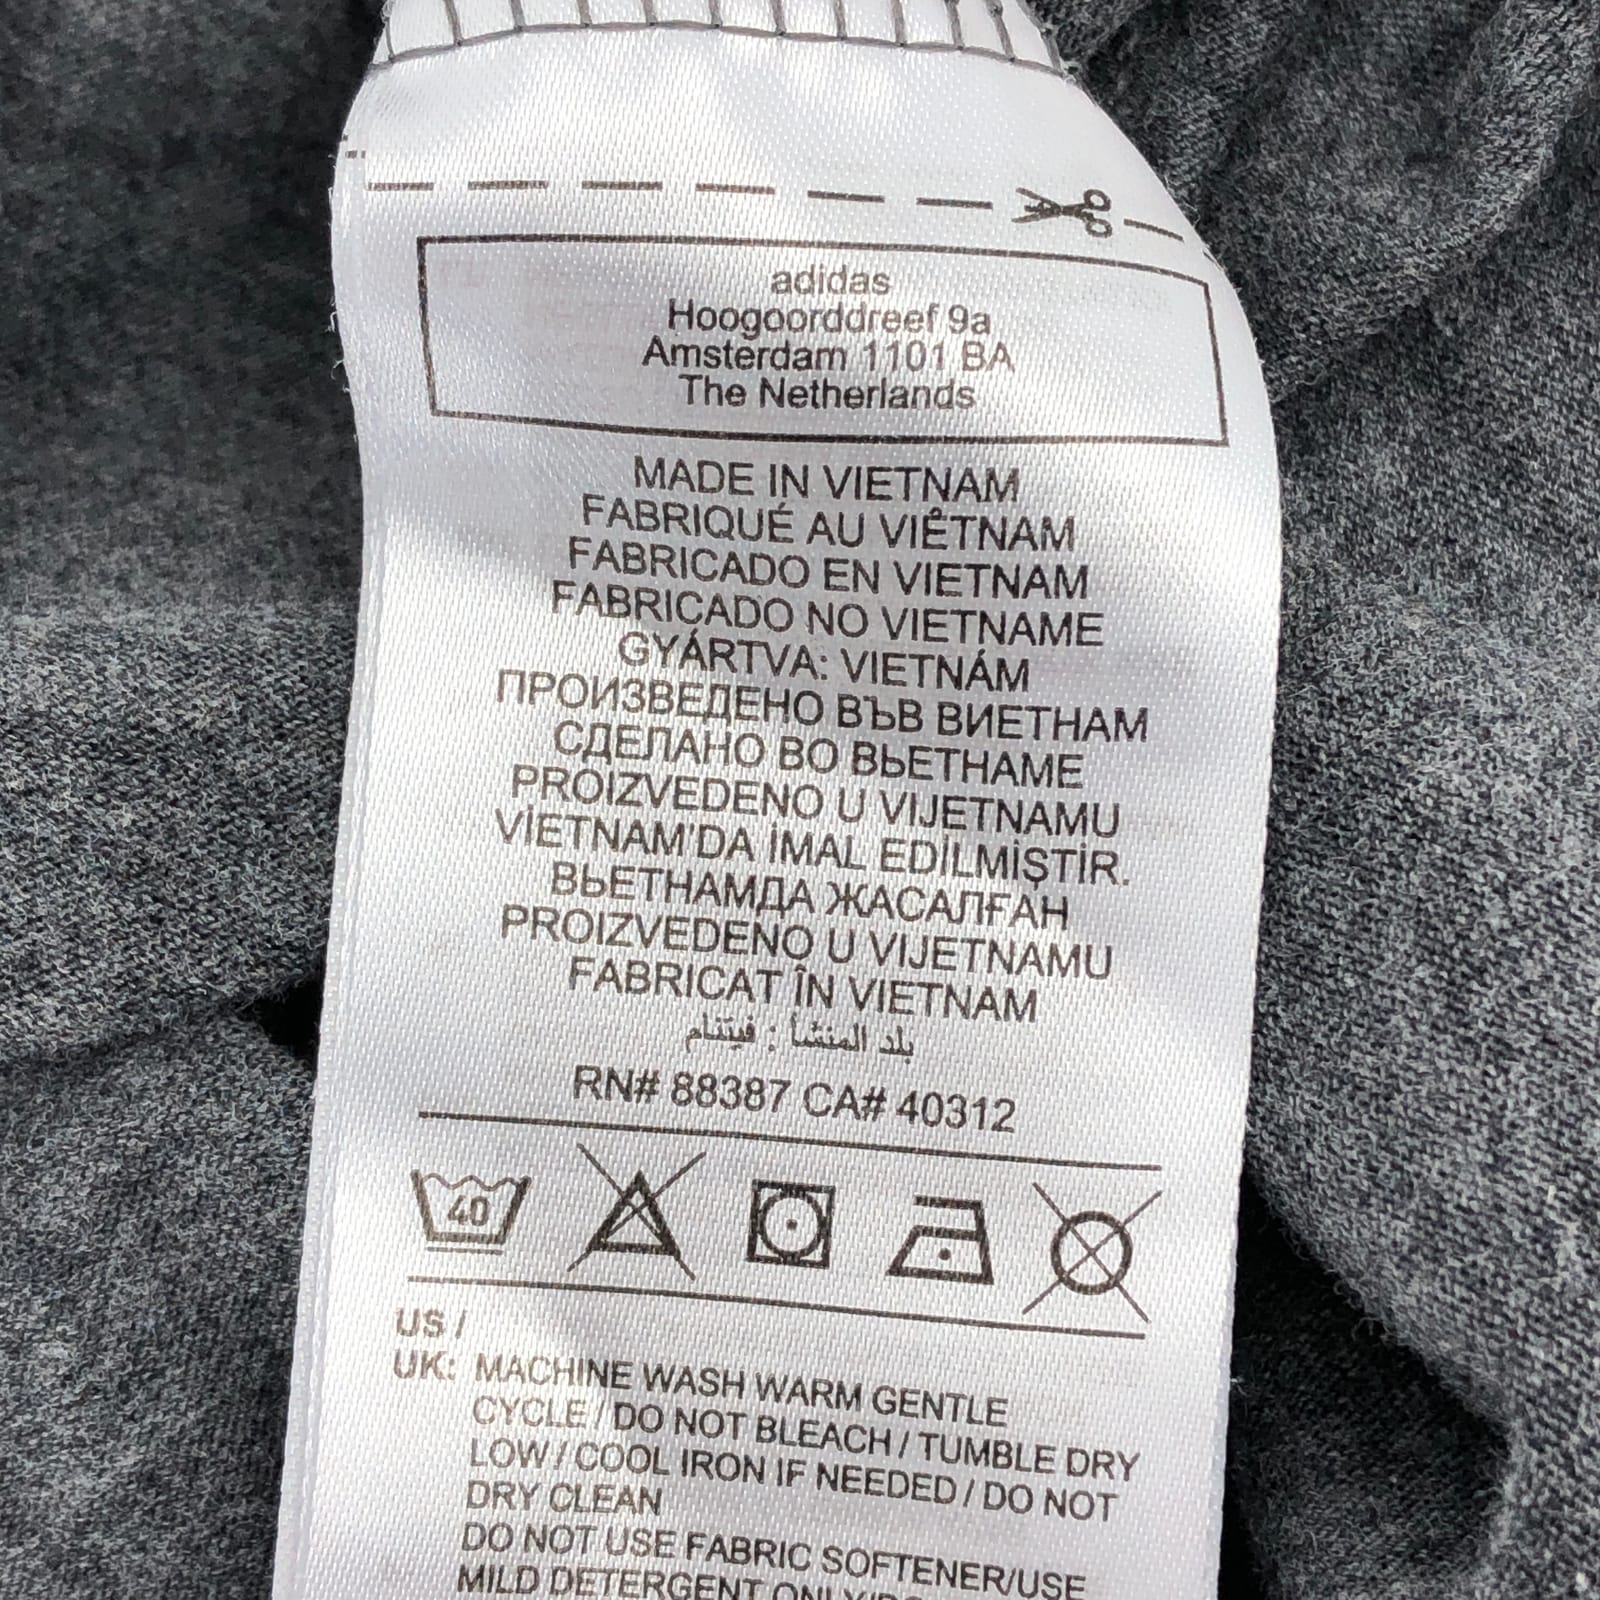 adidas
Hoogoorddreef 9a
Amsterdam 1101 BA
The Netherlands
MADE IN VIETNAM
FABRIQUÉ AU VIÊTNAM
FABRICADO EN VIETNAM
FABRICADO NO VIETNAME
GYÁRTVA: VIETNÁM
ПРОИЗВЕДЕНО ВЪВ ВИЕТНАМ
СДЕЛАНО ВО ВЬЕТНАМЕ
PROIZVEDENO U VIJETNAMU
VİETNAM'DA İMAL EDİLMİŞTİR.
ВЬЕТНАМДА ЖАСАЛҒАН
PROIZVEDENO U VIJETNAMU
FABRICAT ÎN VIETNAM
بلد المنشأ : فيتنام
RN# 88387 CA# 40312
40
US /
UK: MACHINE WASH WARM GENTLE
CYCLE / DO NOT BLEACH / TUMBLE DRY
LOW / COOL IRON IF NEEDED / DO NOT
DRY CLEAN
DO NOT USE FABRIC SOFTENER/USE
MILD DETERGENT ONLY/